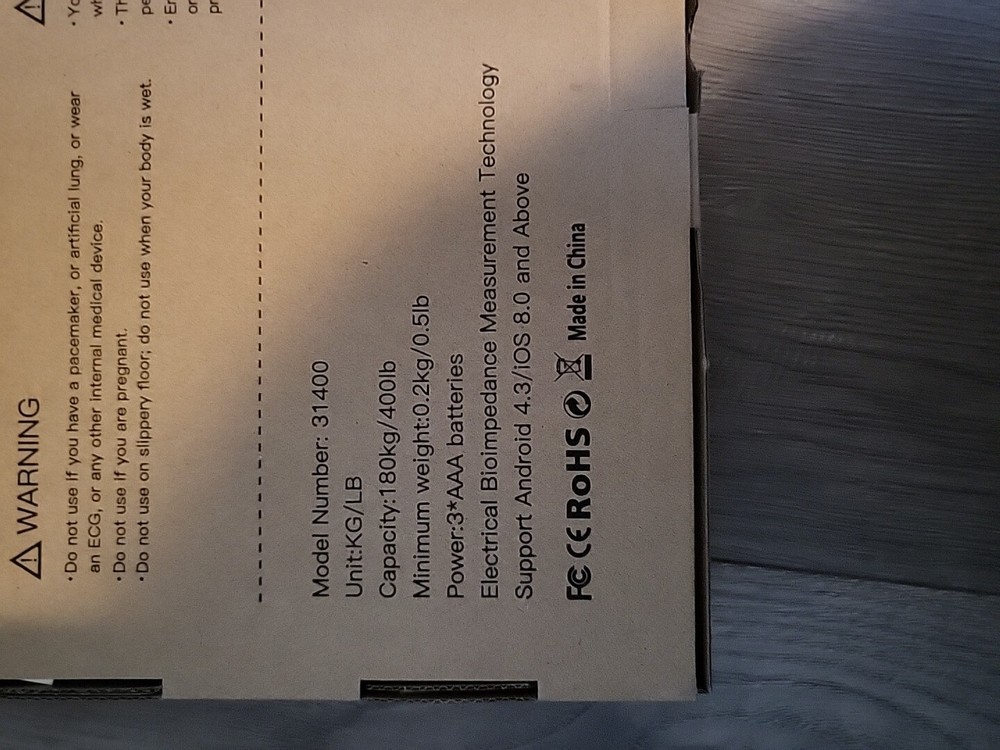 ⚠ WARNING
• Do not use If you have a pacemaker, or artificial lung, or wear
an ECG, or any other internal medical device.
• Do not use If you are pregnant.
• Do not use on slippery floor; do not use when your body is wet.
Model Number: 31400
Unit:KG/LB
Capacity:180kg/400lb
Minimum weight:0.2kg/0.5lb
Power:3*AAA batteries
Electrical Bioimpedance Measurement Technology
Support Android 4.3/iOS 8.0 and Above
FC CE RoHS Made in China